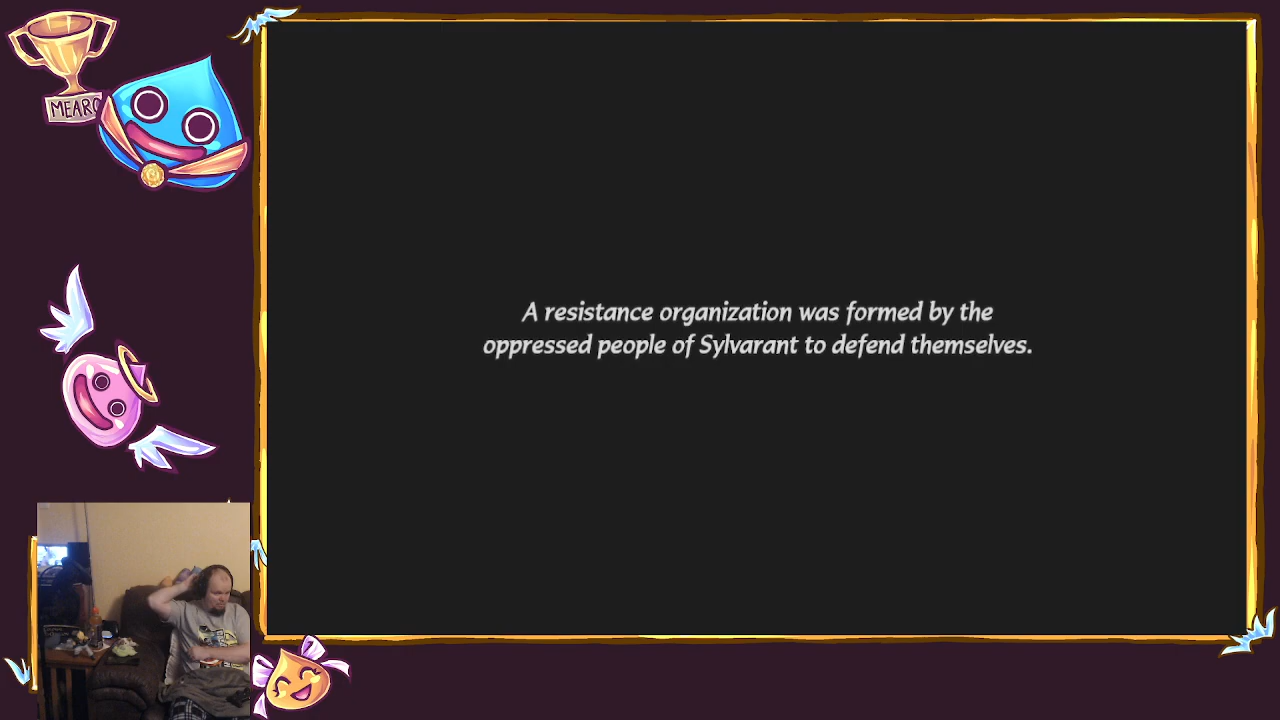 MEARC
A resistance organization was formed by the
oppressed people of Sylvarant to defend themselves.